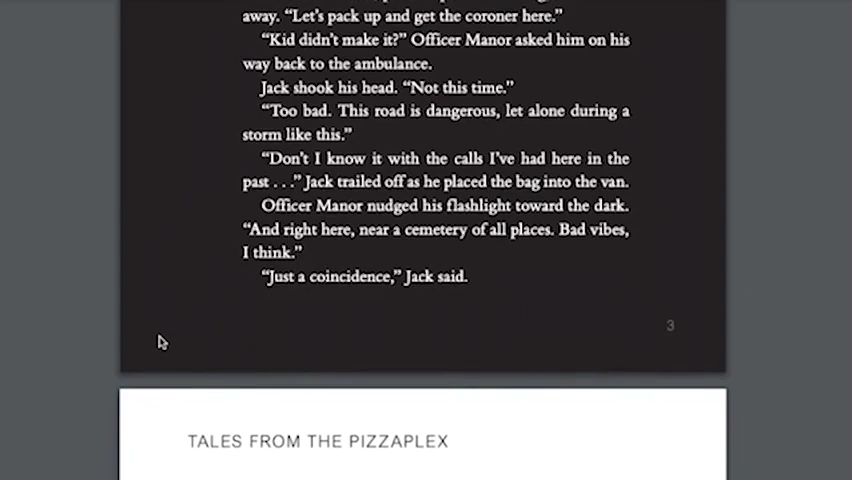 away. “Let’s pack up and get the coroner here.”
“Kid didn’t make it?” Officer Manor asked him on his
way back to the ambulance.
Jack shook his head. “Not this time.”
“Too bad. This road is dangerous, let alone during a
storm like this.”
“Don’t I know it with the calls I’ve had here in the
past . . .” Jack trailed off as he placed the bag into the van.
Officer Manor nudged his flashlight toward the dark.
“And right here, near a cemetery of all places. Bad vibes,
I think.”
“Just a coincidence,” Jack said.
3
TALES FROM THE PIZZAPLEX